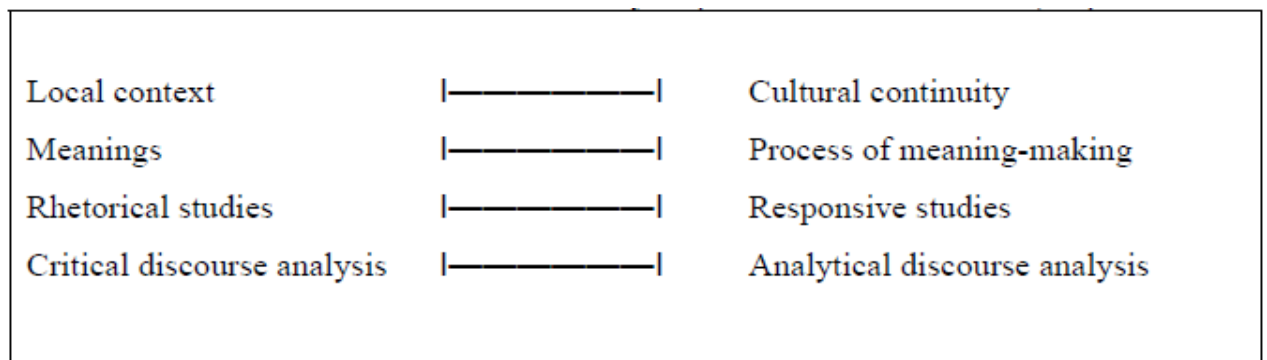 Local context |——————| Cultural continuity
Meanings |——————| Process of meaning-making
Rhetorical studies |——————| Responsive studies
Critical discourse analysis |——————| Analytical discourse analysis